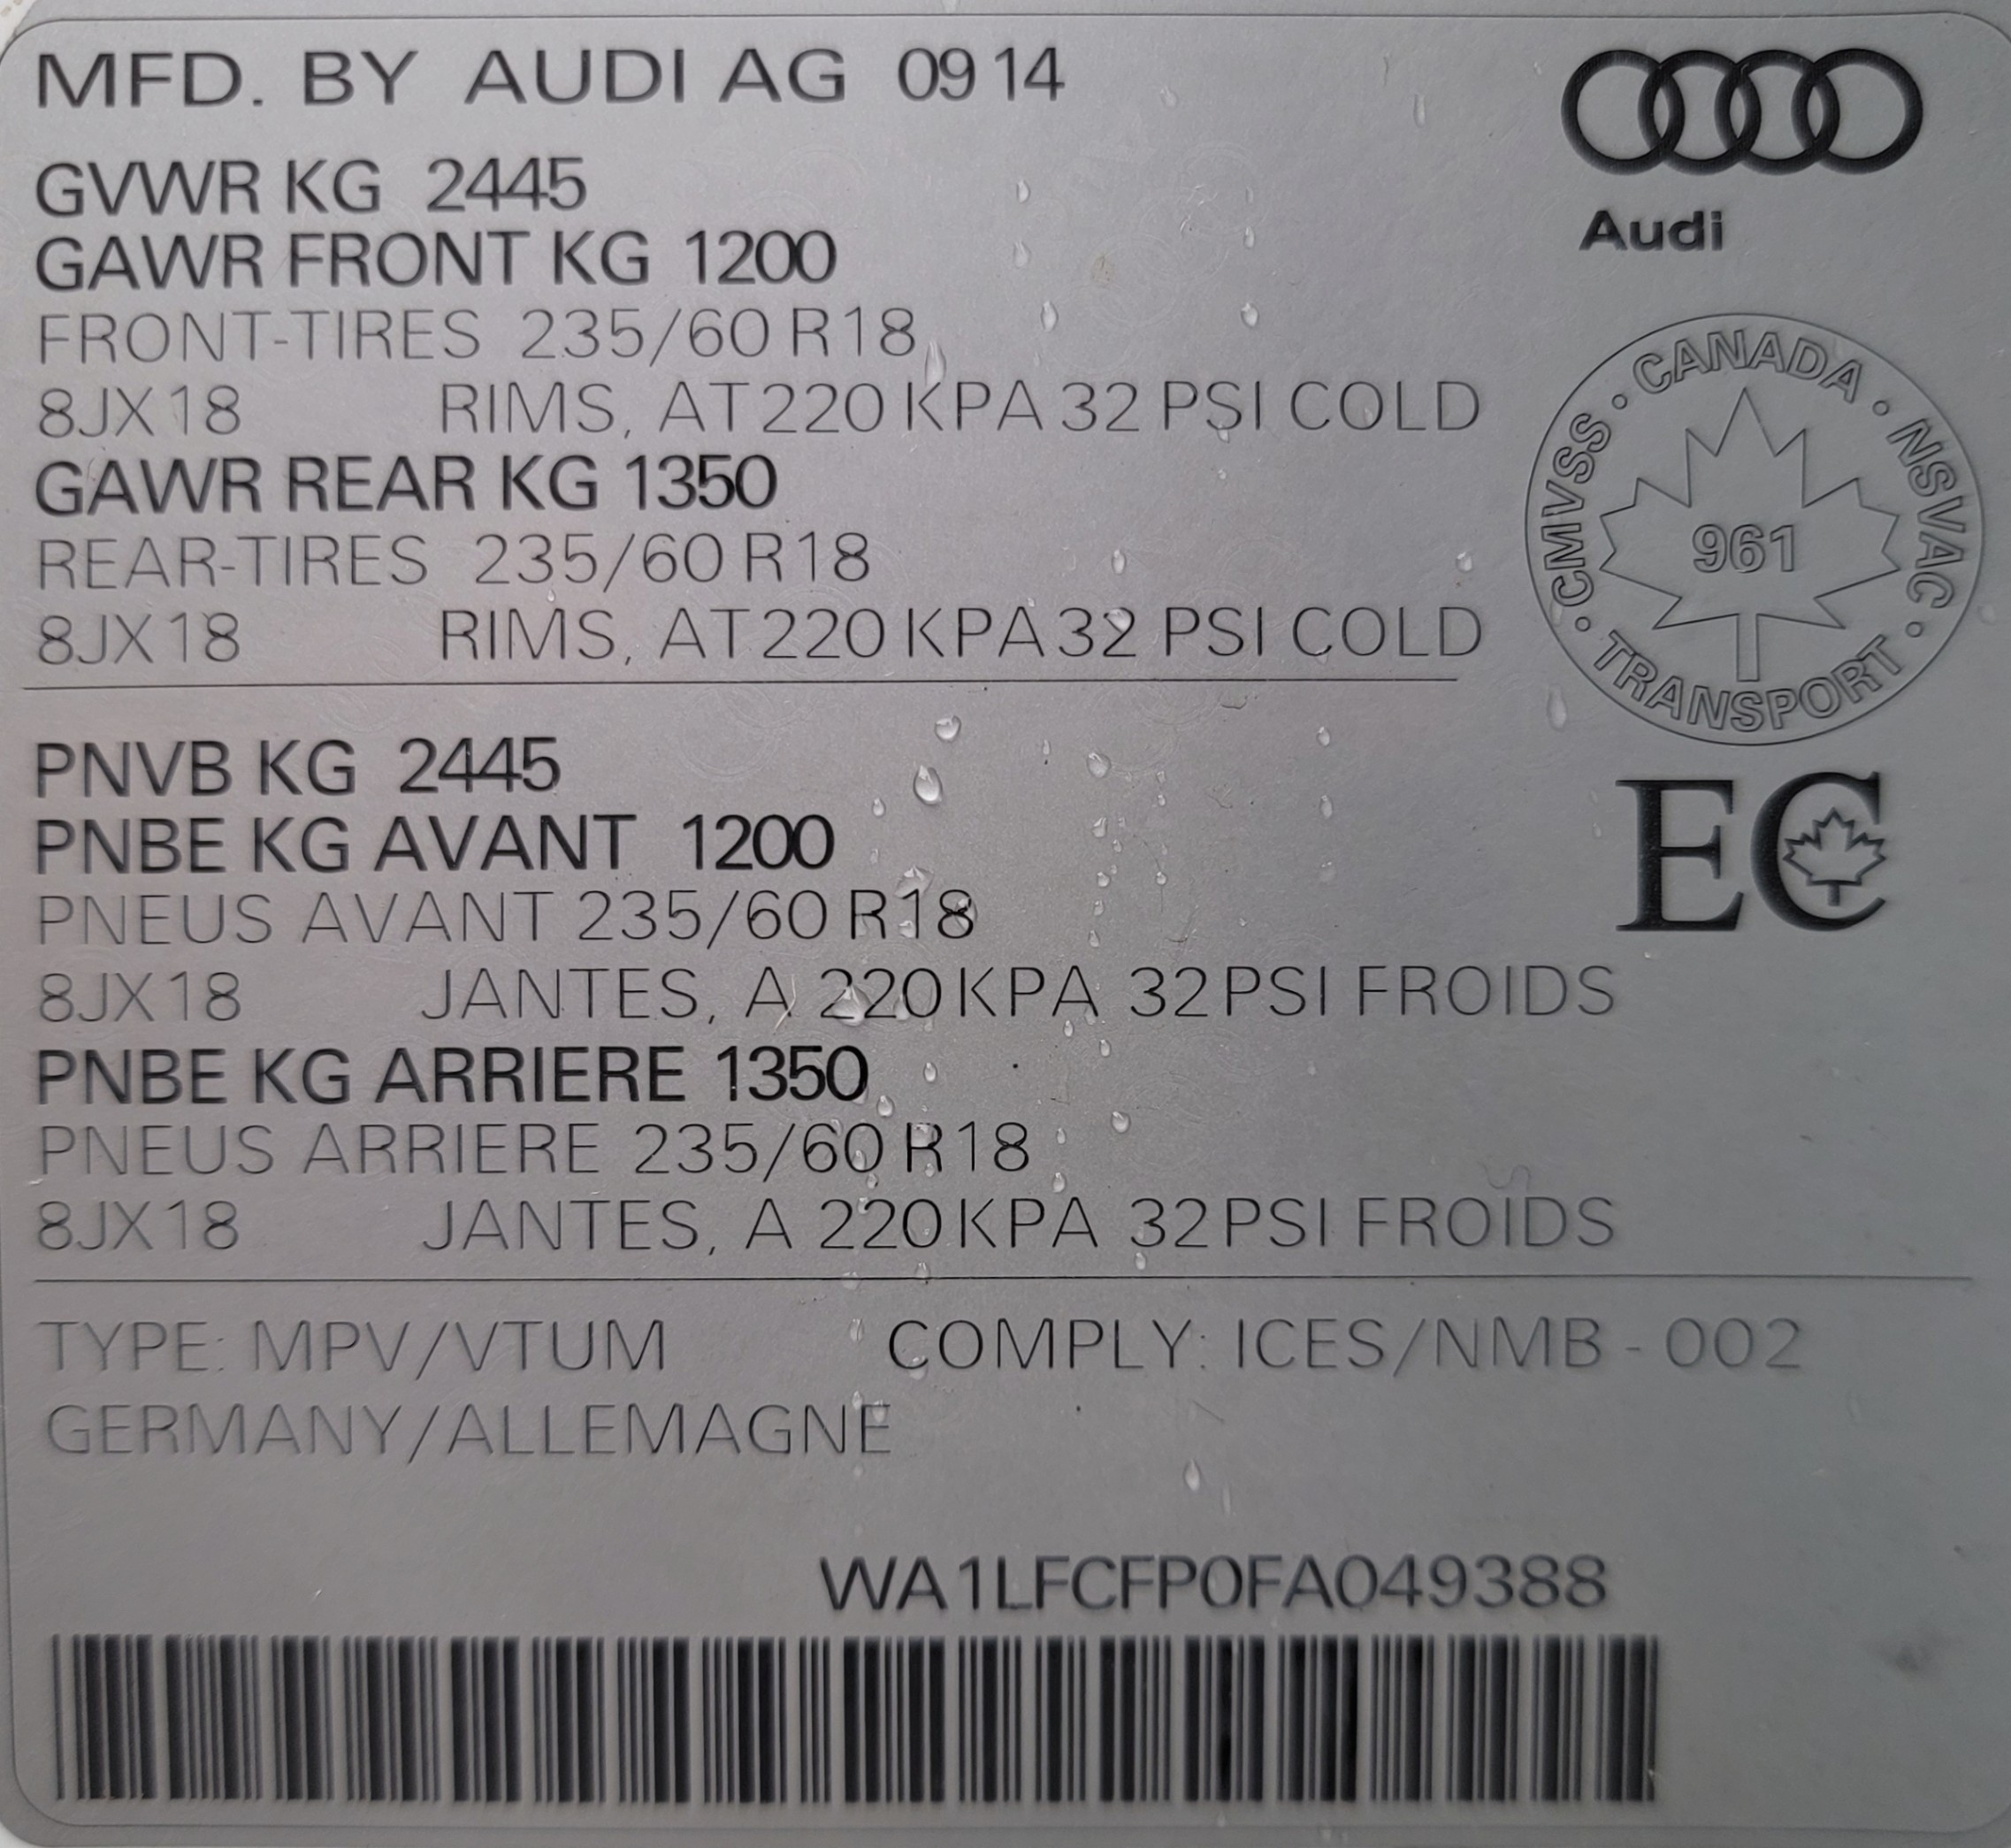 MFD. BY AUDI AG 09 14
Audi
GVWR KG 2445
GAWR FRONT KG 1200
FRONT-TIRES 235/60 R18
8JX18 RIMS, AT 220 KPA 32 PSI COLD
GAWR REAR KG 1350
REAR-TIRES 235/60 R18
8JX18 RIMS, AT 220 KPA 32 PSI COLD
CMVSS · CANADA · NSVAC · TRANSPORT ·
961
PNVB KG 2445
PNBE KG AVANT 1200
PNEUS AVANT 235/60 R18
8JX18 JANTES, A 220 KPA 32 PSI FROIDS
EC
PNBE KG ARRIERE 1350
PNEUS ARRIERE 235/60 R18
8JX18 JANTES, A 220 KPA 32 PSI FROIDS
TYPE: MPV/VTUM COMPLY: ICES/NMB - 002
GERMANY/ALLEMAGNE
WA1LFCFP0FA049388